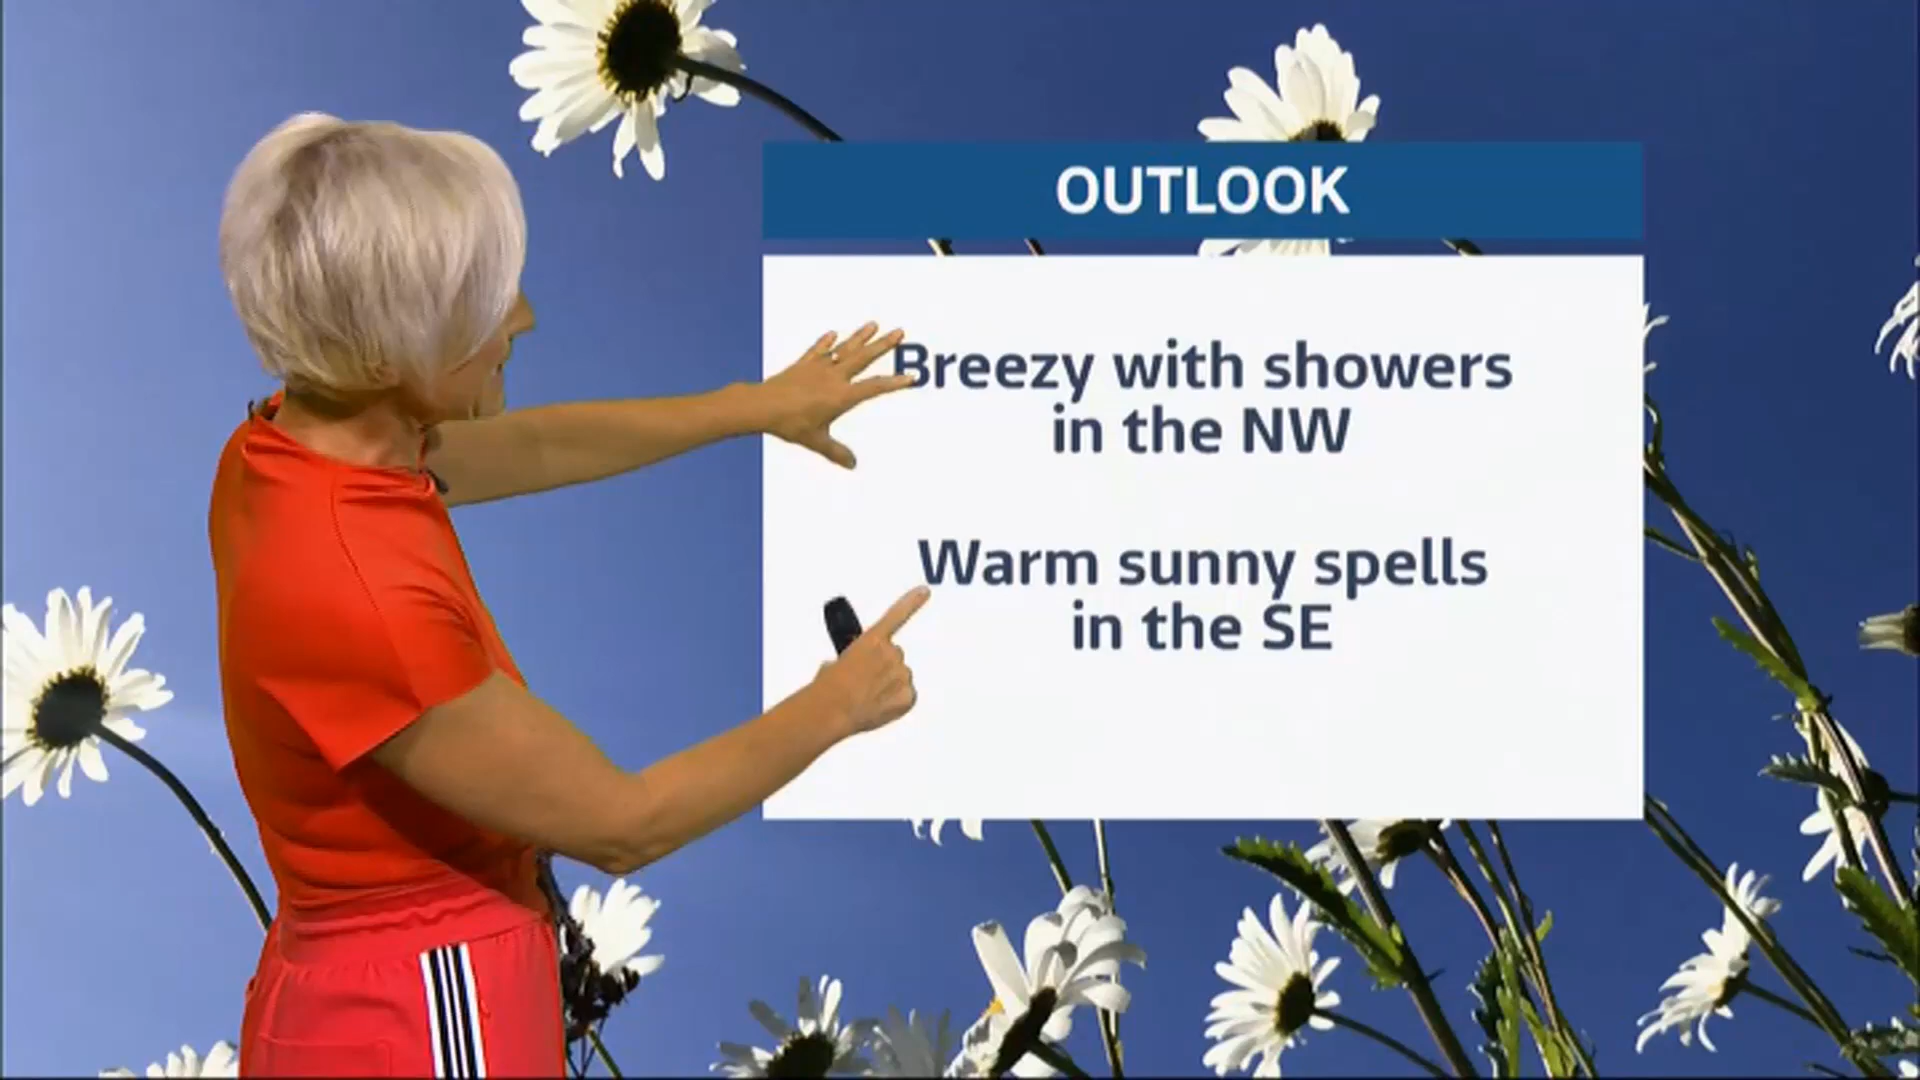 OUTLOOK
Breezy with showers
in the NW
Warm sunny spells
in the SE